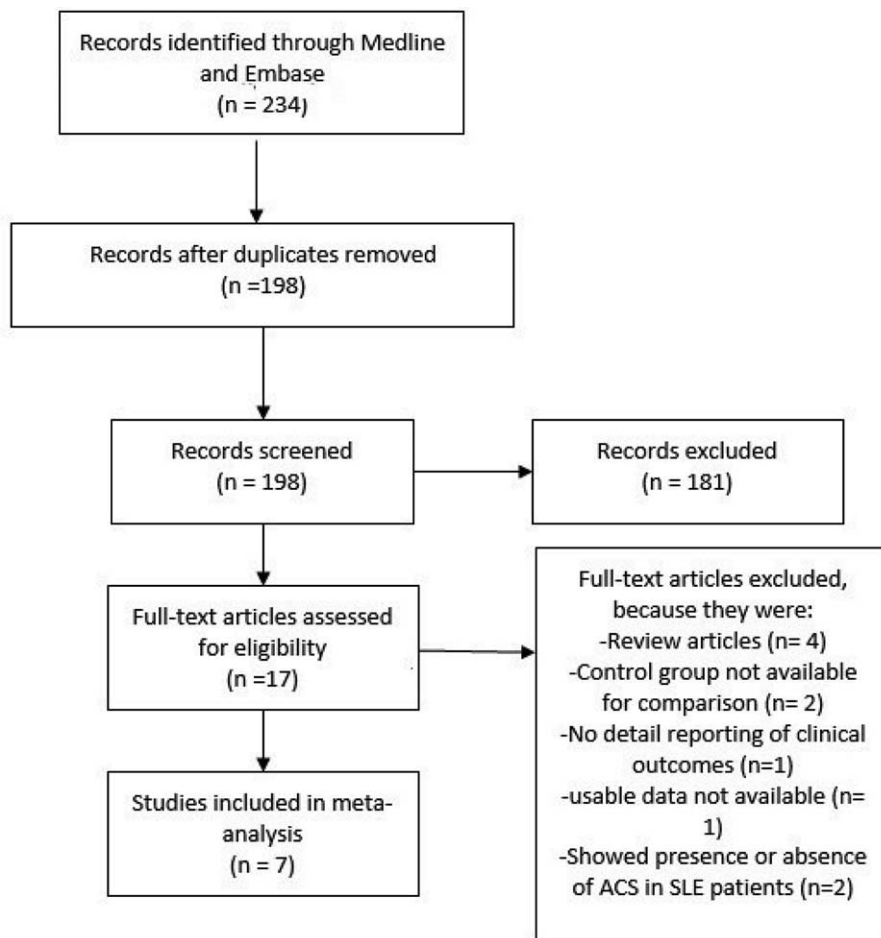 Records identified through Medline
and Embase
(n = 234)
Records after duplicates removed
(n =198)
Records screened
(n = 198)
Records excluded
(n = 181)
Full-text articles assessed
for eligibility
(n =17)
Full-text articles excluded,
because they were:
-Review articles (n= 4)
-Control group not available
for comparison (n= 2)
-No detail reporting of clinical
outcomes (n=1)
-usable data not available (n=
1)
-Showed presence or absence
of ACS in SLE patients (n=2)
Studies included in meta-
analysis
(n = 7)